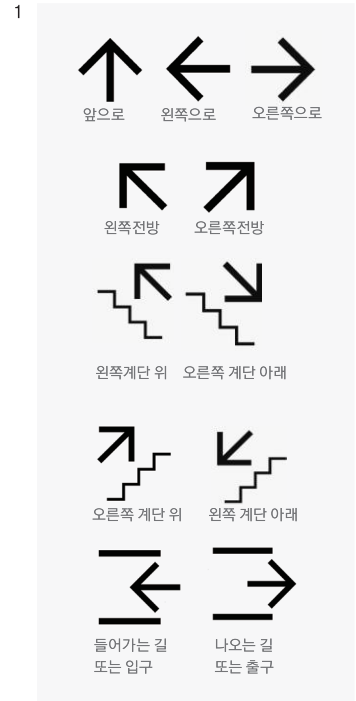 1
앞으로 왼쪽으로 오른쪽으로
왼쪽전방 오른쪽전방
왼쪽계단 위 오른쪽 계단 아래
오른쪽 계단 위 왼쪽 계단 아래
들어가는 길
또는 입구
나오는 길
또는 출구